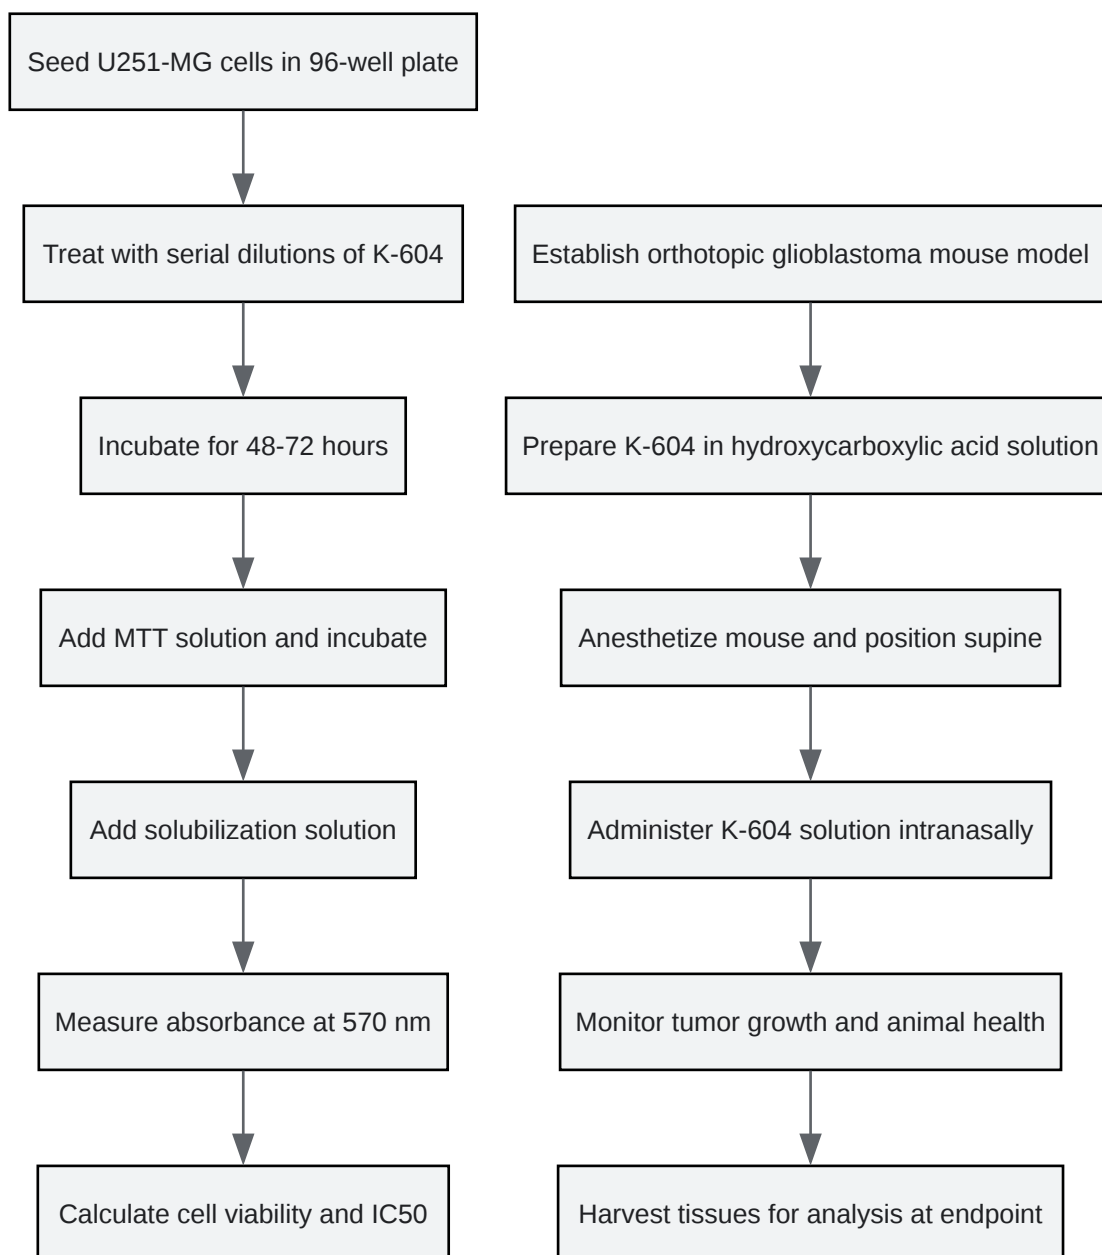 Seed U251-MG cells in 96-well plate
Treat with serial dilutions of K-604
Incubate for 48-72 hours
Add MTT solution and incubate
Add solubilization solution
Measure absorbance at 570 nm
Calculate cell viability and IC50
Establish orthotopic glioblastoma mouse model
Prepare K-604 in hydroxycarboxylic acid solution
Anesthetize mouse and position supine
Administer K-604 solution intranasally
Monitor tumor growth and animal health
Harvest tissues for analysis at endpoint